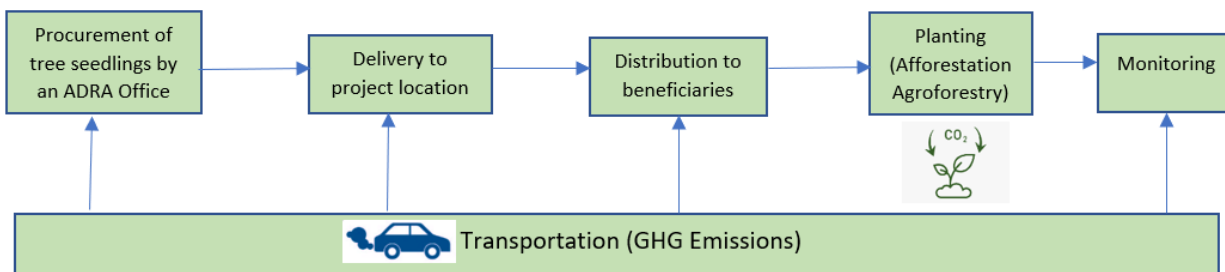 Procurement of
tree seedlings by
an ADRA Office
Delivery to
project location
Distribution to
beneficiaries
Planting
(Afforestation
Agroforestry)
Monitoring
CO₂
Transportation (GHG Emissions)